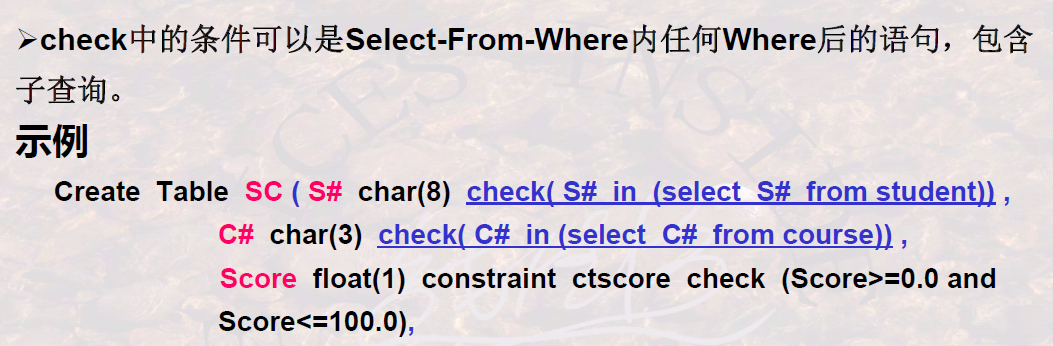 ➢check中的条件可以是Select-From-Where内任何Where后的语句，包含
子查询。
示例
Create Table SC ( S# char(8) check( S# in (select S# from student)) ,
C# char(3) check( C# in (select C# from course)) ,
Score float(1) constraint ctscore check (Score>=0.0 and
Score<=100.0),